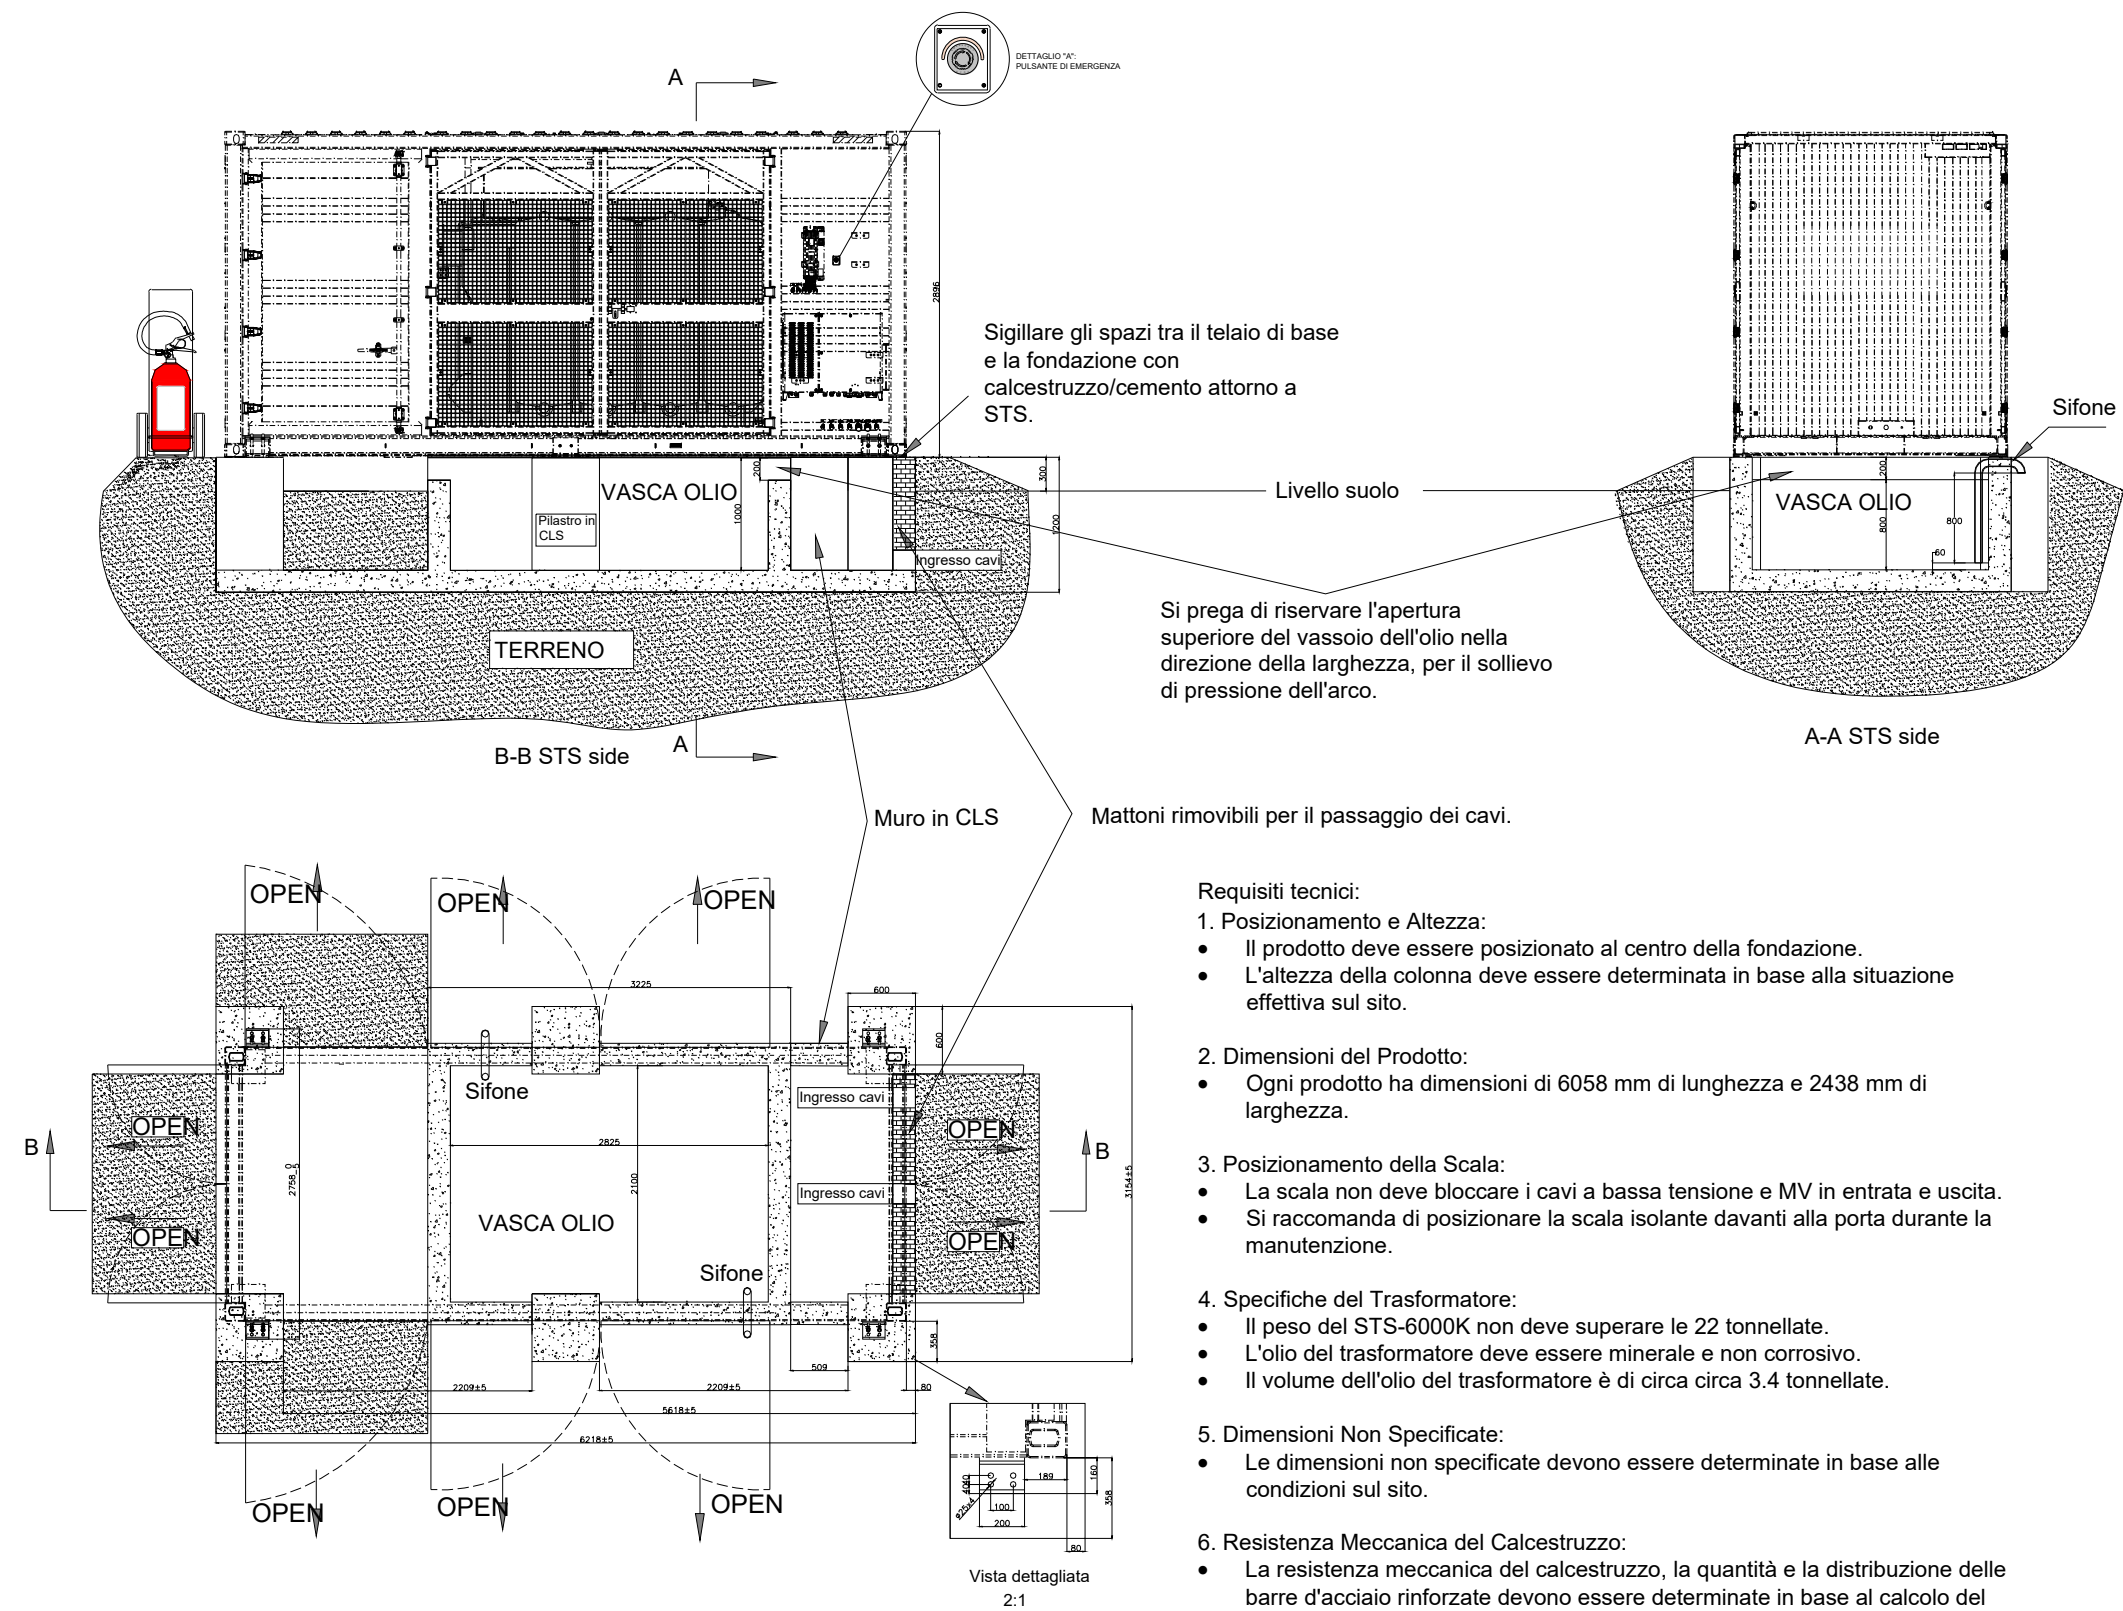 DETTAGLIO "A":
PULSANTE DI EMERGENZA
A
2896
Sigillare gli spazi tra il telaio di base
e la fondazione con
calcestruzzo/cemento attorno a
STS.
Sifone
200
VASCA OLIO
1000
Pilastro in
CLS
300
1200
Ingresso cavi
Livello suolo
200
VASCA OLIO
800
800
60
Si prega di riservare l'apertura
superiore del vassoio dell'olio nella
direzione della larghezza, per il sollievo
di pressione dell'arco.
TERRENO
B-B STS side
A
A-A STS side
Muro in CLS
Mattoni rimovibili per il passaggio dei cavi.
OPEN
OPEN
OPEN
3225
600
600
Sifone
Ingresso cavi
OPEN
OPEN
B
B
2825
2758 0 -5
2100
3154±5
Ingresso cavi
VASCA OLIO
OPEN
OPEN
Sifone
358
509
2209±5
2209±5
80
5618±5
6218±5
OPEN
OPEN
OPEN
189
160
358
40
40
ø25x4
100
200
80
Vista dettagliata
2:1
Requisiti tecnici:
1. Posizionamento e Altezza:
• Il prodotto deve essere posizionato al centro della fondazione.
• L'altezza della colonna deve essere determinata in base alla situazione
effettiva sul sito.
2. Dimensioni del Prodotto:
• Ogni prodotto ha dimensioni di 6058 mm di lunghezza e 2438 mm di
larghezza.
3. Posizionamento della Scala:
• La scala non deve bloccare i cavi a bassa tensione e MV in entrata e uscita.
• Si raccomanda di posizionare la scala isolante davanti alla porta durante la
manutenzione.
4. Specifiche del Trasformatore:
• Il peso del STS-6000K non deve superare le 22 tonnellate.
• L'olio del trasformatore deve essere minerale e non corrosivo.
• Il volume dell'olio del trasformatore è di circa circa 3.4 tonnellate.
5. Dimensioni Non Specificate:
• Le dimensioni non specificate devono essere determinate in base alle
condizioni sul sito.
6. Resistenza Meccanica del Calcestruzzo:
• La resistenza meccanica del calcestruzzo, la quantità e la distribuzione delle
barre d'acciaio rinforzate devono essere determinate in base al calcolo del